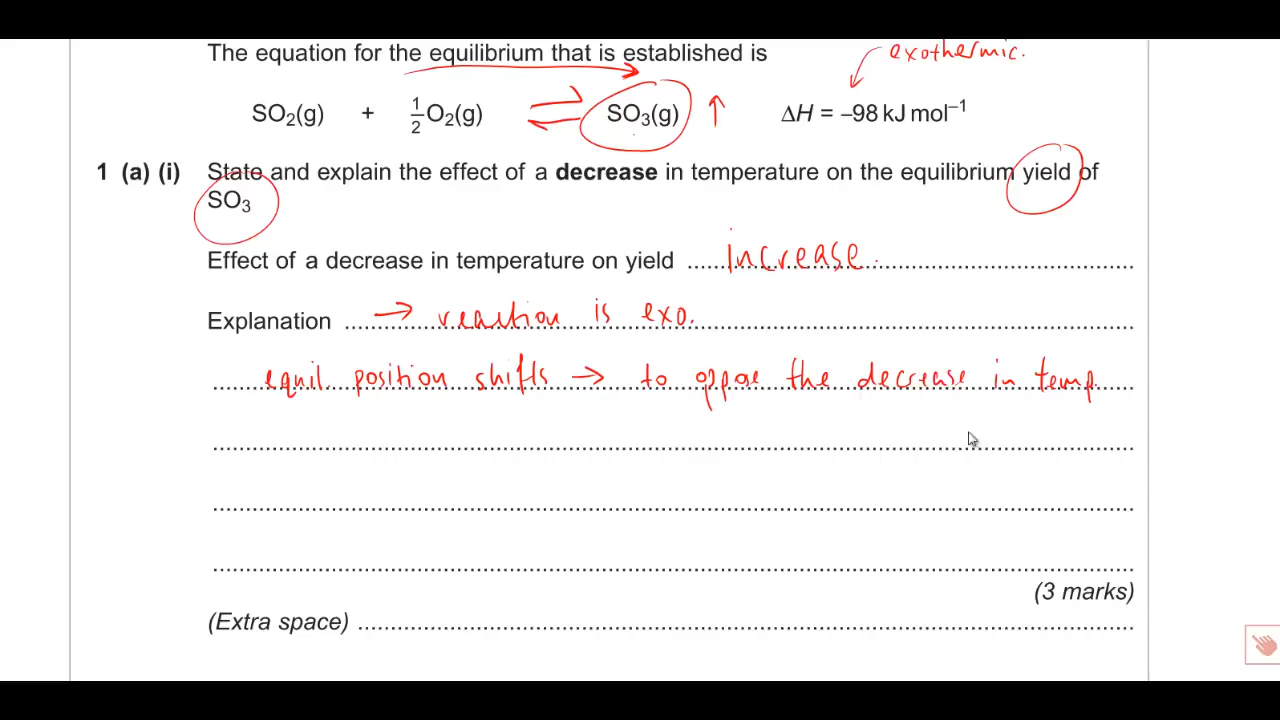 The equation for the equilibrium that is established is
exothermic.
SO₂(g) + ½O₂(g) ⇌ SO₃(g) ↑ ΔH = –98 kJ mol⁻¹
1 (a) (i) State and explain the effect of a decrease in temperature on the equilibrium yield of
SO₃
Effect of a decrease in temperature on yield ...... increase.
Explanation ...... → reaction is exo.
equil position shifts → to oppose the decrease in temp.
(3 marks)
(Extra space) ......